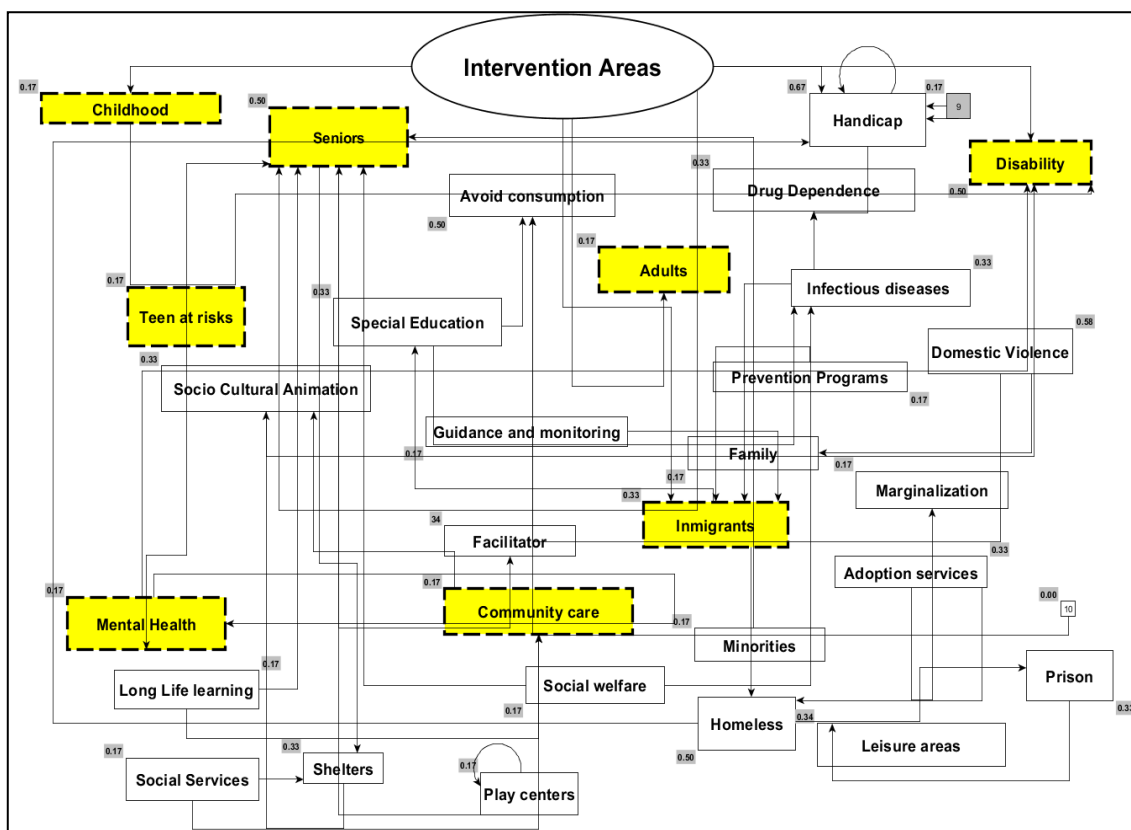 Intervention Areas
0.17
Childhood
0.50
Seniors
0.67
0.17
9
Handicap
0.33
Disability
0.50
Drug Dependence
Avoid consumption
0.50
0.17
Adults
0.17
Teen at risks
0.33
Special Education
0.33
Infectious diseases
0.58
Domestic Violence
0.33
Socio Cultural Animation
Prevention Programs
0.17
Guidance and monitoring
0.17
Family
0.17
0.17
Marginalization
0.33
Inmigrants
34
Facilitator
0.33
Adoption services
0.17
Mental Health
0.17
Community care
0.17
Minorities
0.00
10
0.17
Long Life learning
Social welfare
0.17
Prison
0.33
Homeless
0.34
0.50
Leisure areas
0.17
Social Services
0.33
Shelters
0.17
Play centers